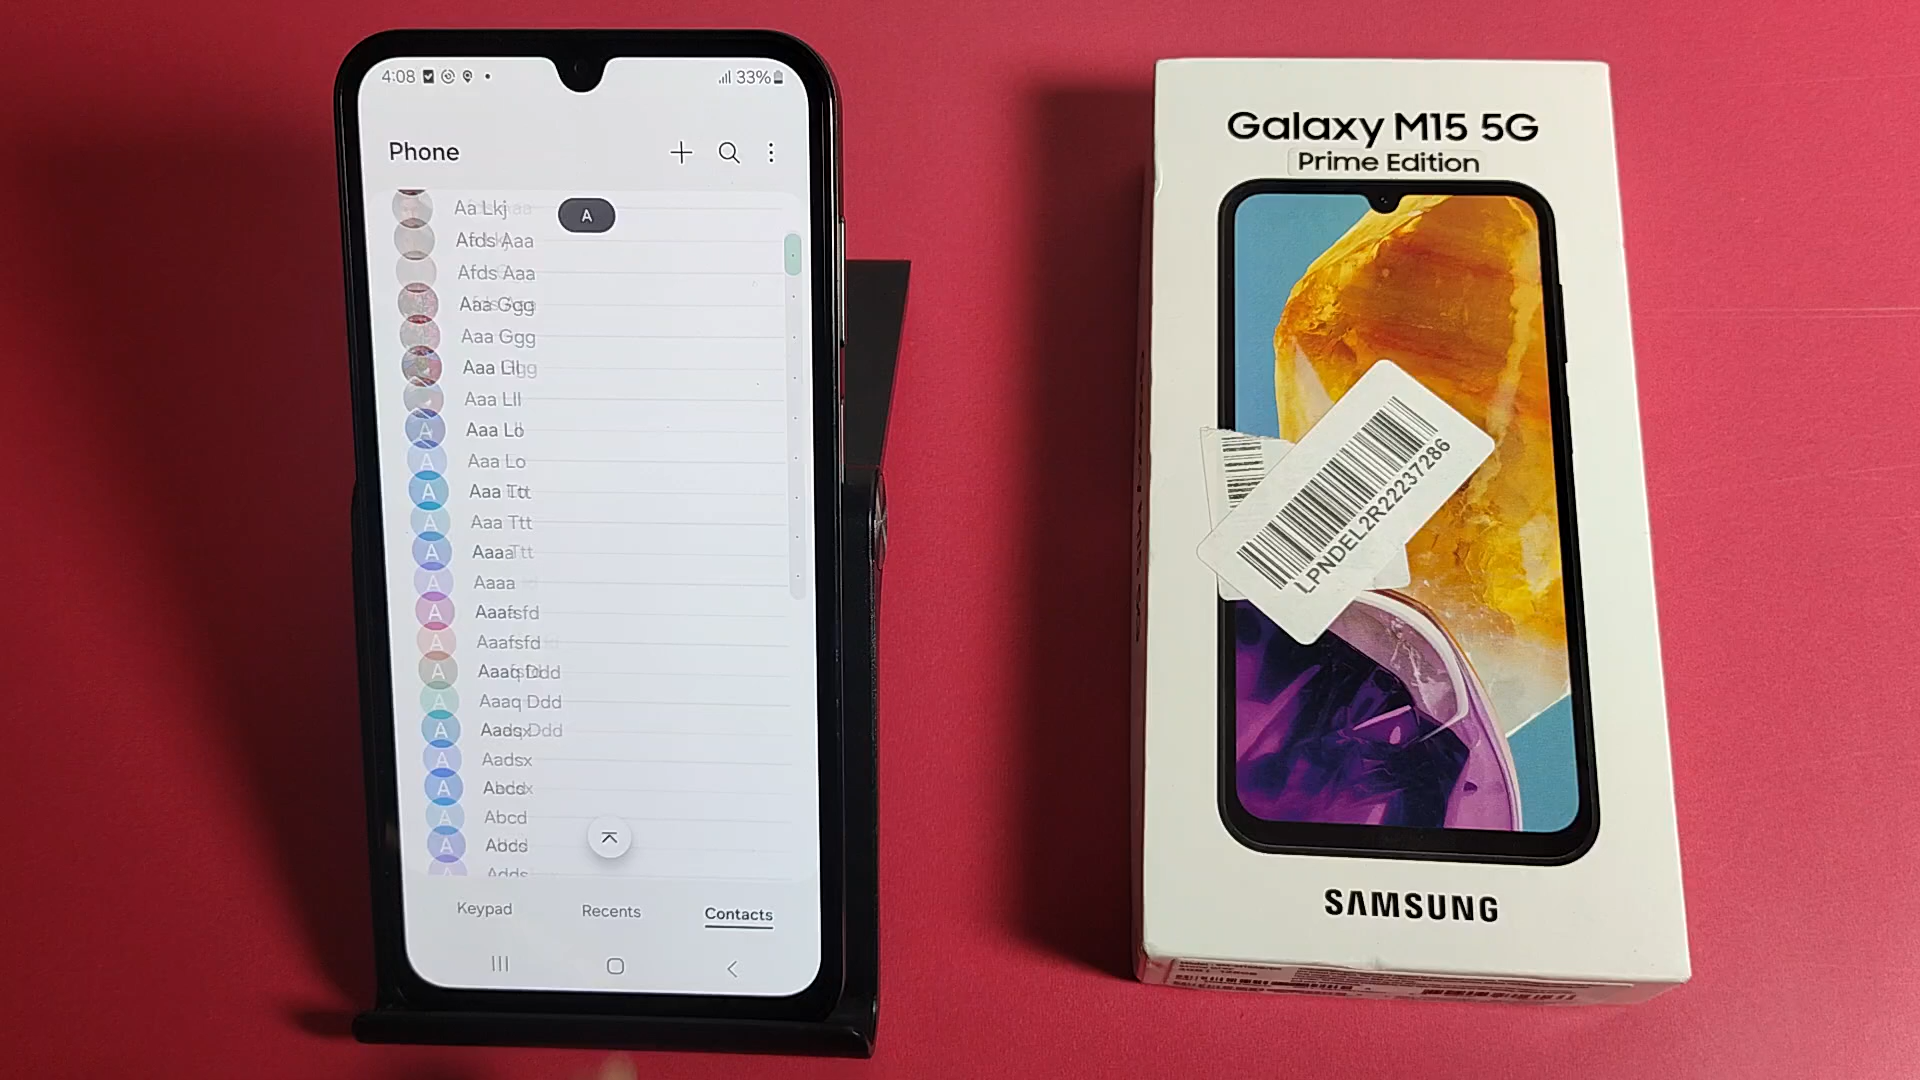 4:08
33%
Phone
A
Aa Lkj
Afds Aaa
Afds Aaa
Aaa Ggg
Aaa Ggg
Aaa Lll
Aaa Lll
Aaa Lo
Aaa Lo
Aaa Ttt
Aaa Ttt
Aaaa
Aaaa
Aaafsfd
Aaafsfd
Aaaq Ddd
Aaaq Ddd
Aadsx
Aadsx
Abcd
Abcd
Adds
Keypad
Recents
Contacts
Galaxy M15 5G
Prime Edition
LPNDEL2R22237286
SAMSUNG